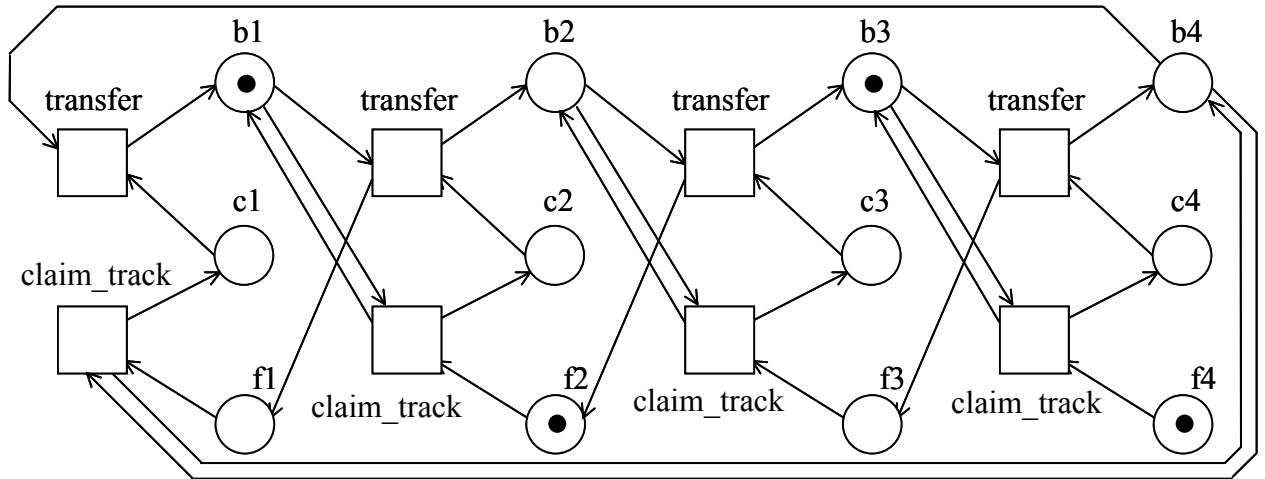 b1
b2
b3
b4
transfer
transfer
transfer
transfer
c1
c2
c3
c4
claim_track
f1
f2
f3
f4
claim_track
claim_track
claim_track